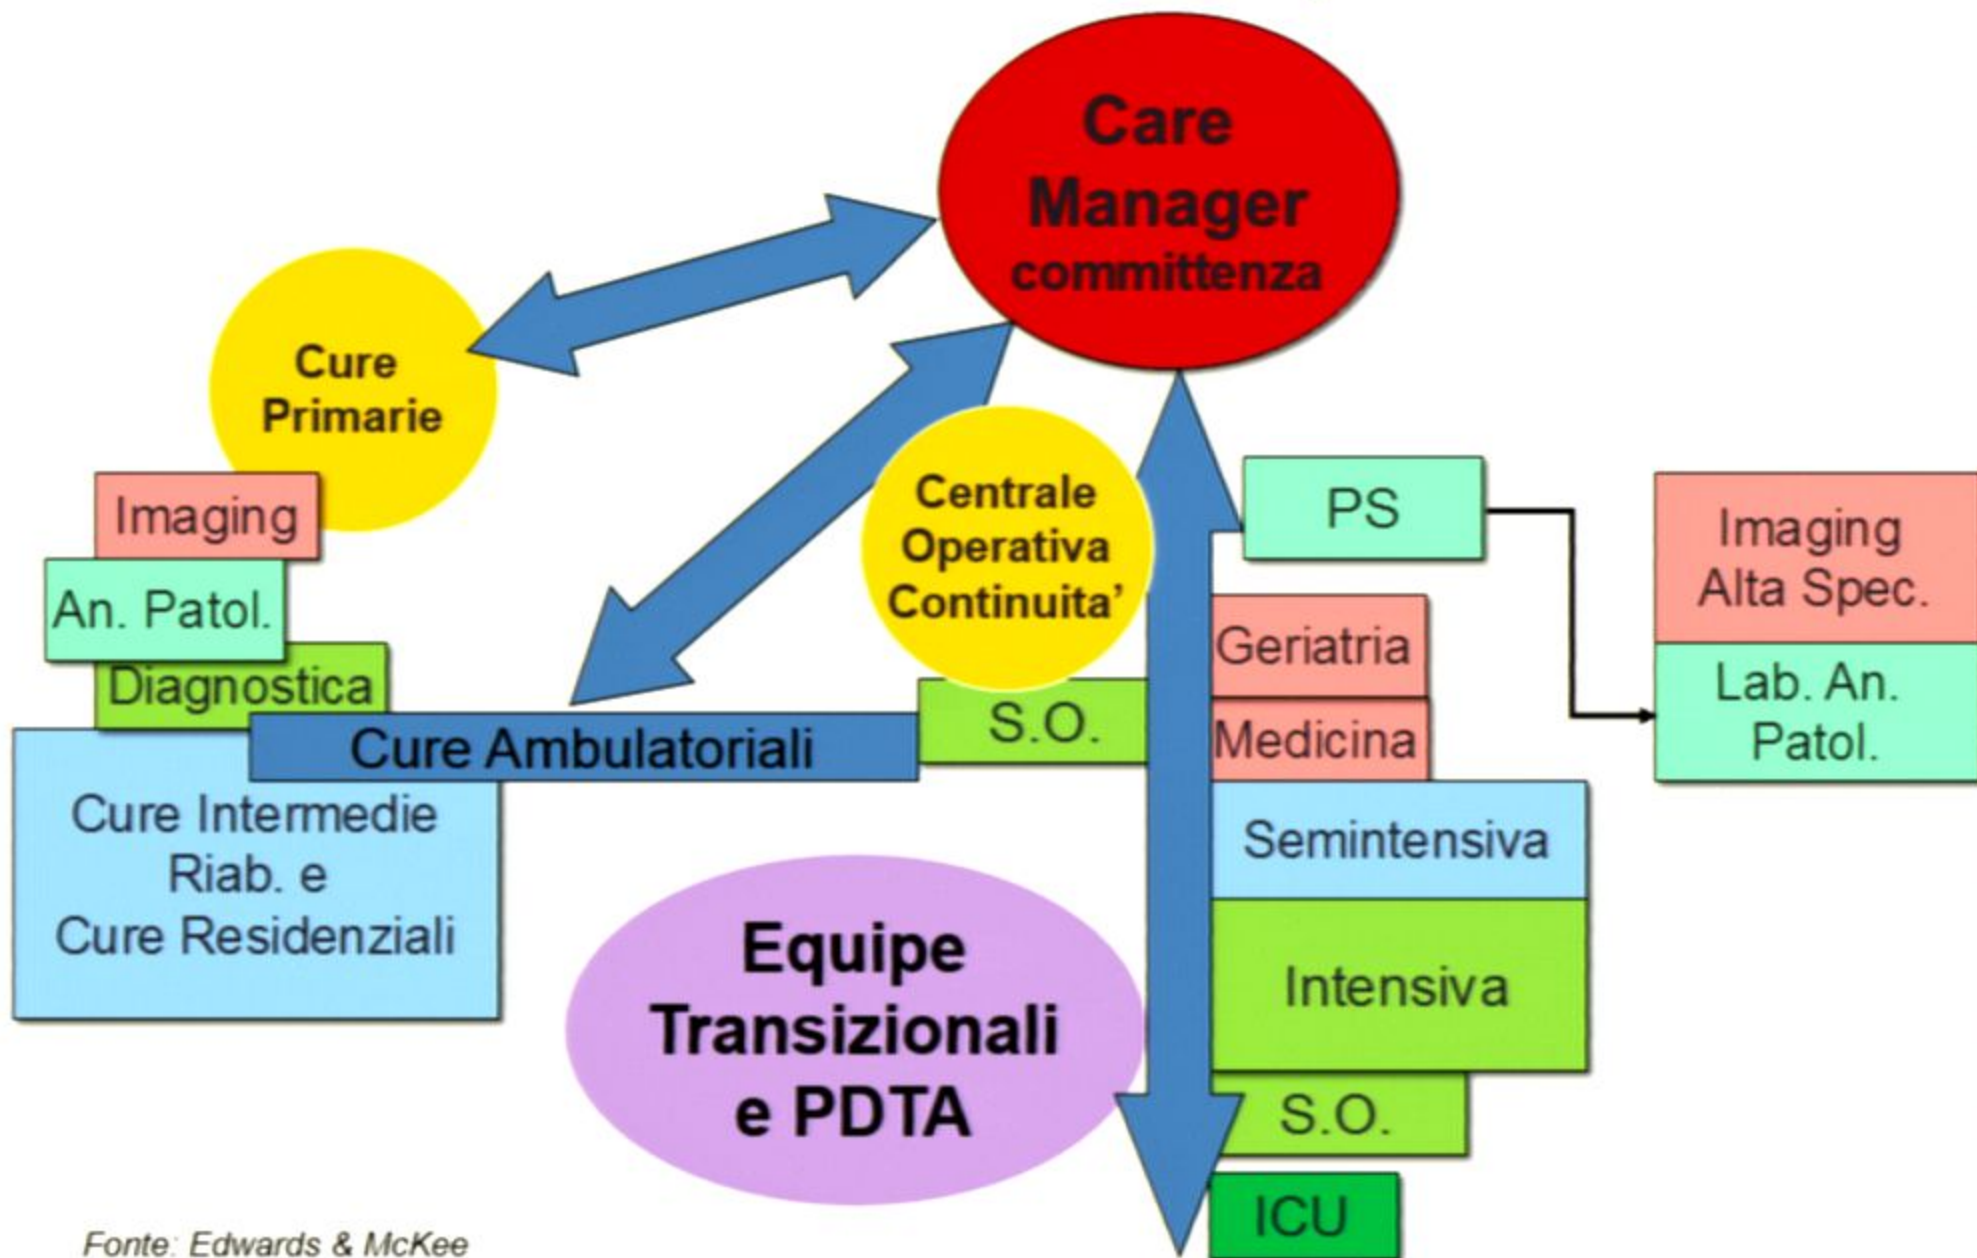 Care
Manager
committenza
Cure
Primarie
Centrale
Operativa
Continuita'
Imaging
An. Patol.
Diagnostica
Cure Ambulatoriali
S.O.
Cure Intermedie
Riab. e
Cure Residenziali
Equipe
Transizionali
e PDTA
PS
Geriatria
Medicina
Semintensiva
Intensiva
S.O.
ICU
Imaging
Alta Spec.
Lab. An.
Patol.
Fonte: Edwards & McKee